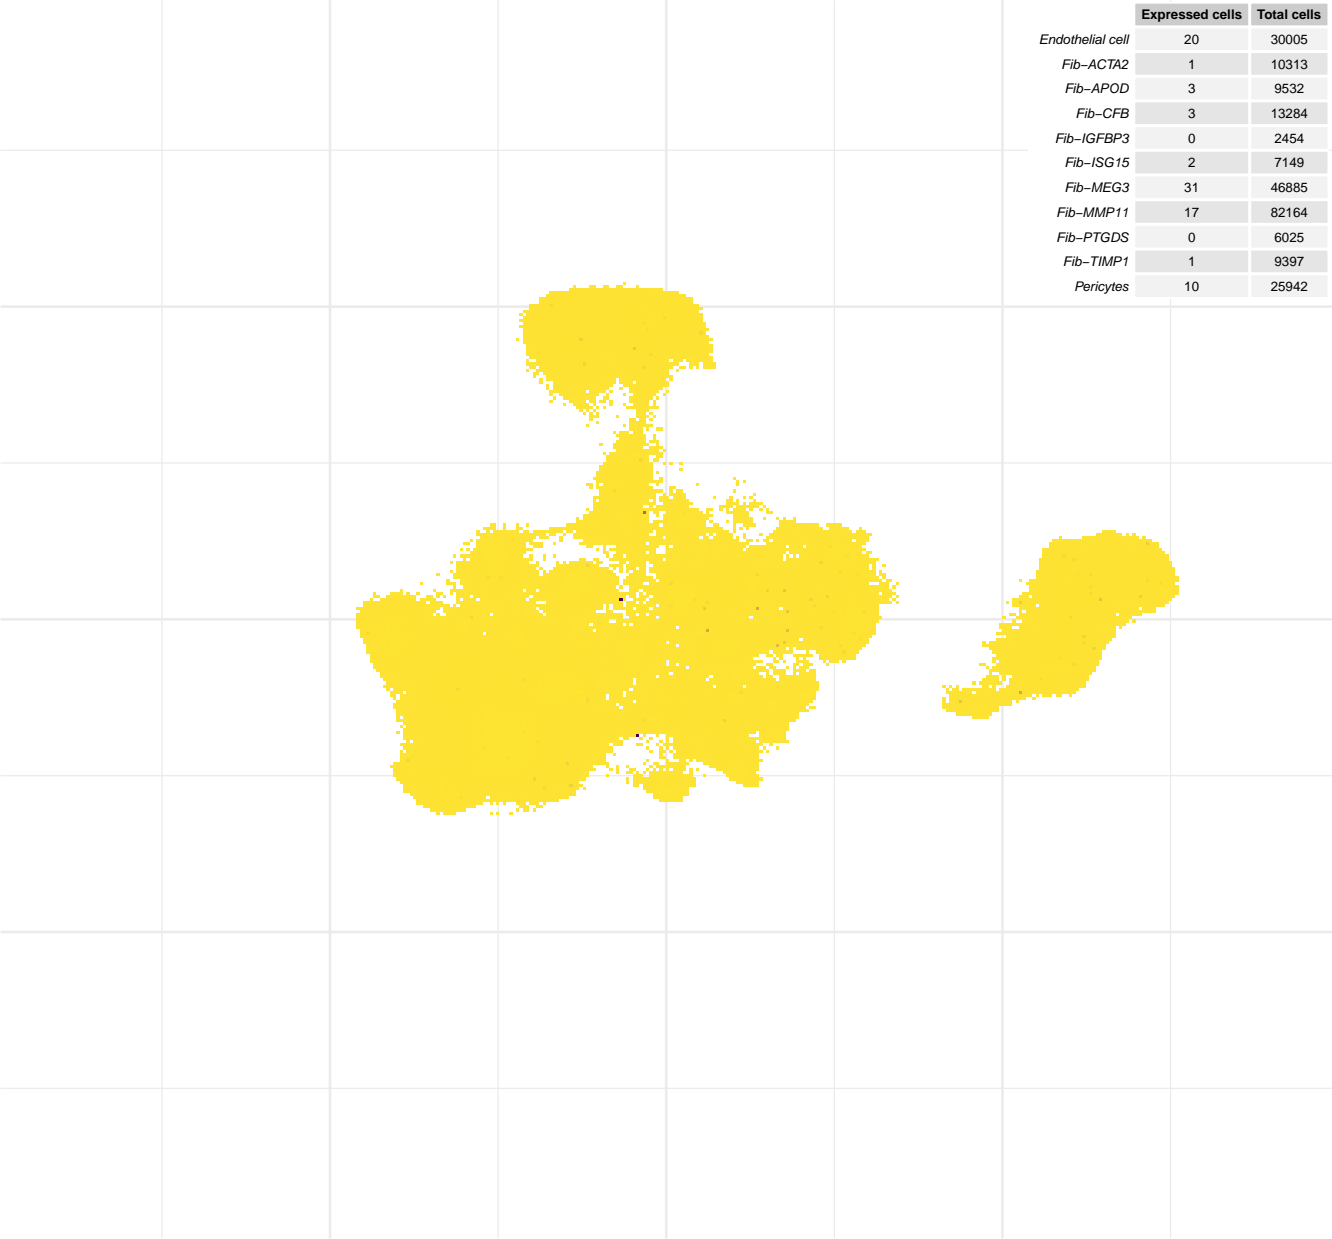 Expressed cells Total cells
Endothelial cell 20 30005
Fib−ACTA2 1 10313
Fib−APOD 3 9532
Fib−CFB 3 13284
Fib−IGFBP3 0 2454
Fib−ISG15 2 7149
Fib−MEG3 31 46885
Fib−MMP11 17 82164
Fib−PTGDS 0 6025
Fib−TIMP1 1 9397
Pericytes 10 25942